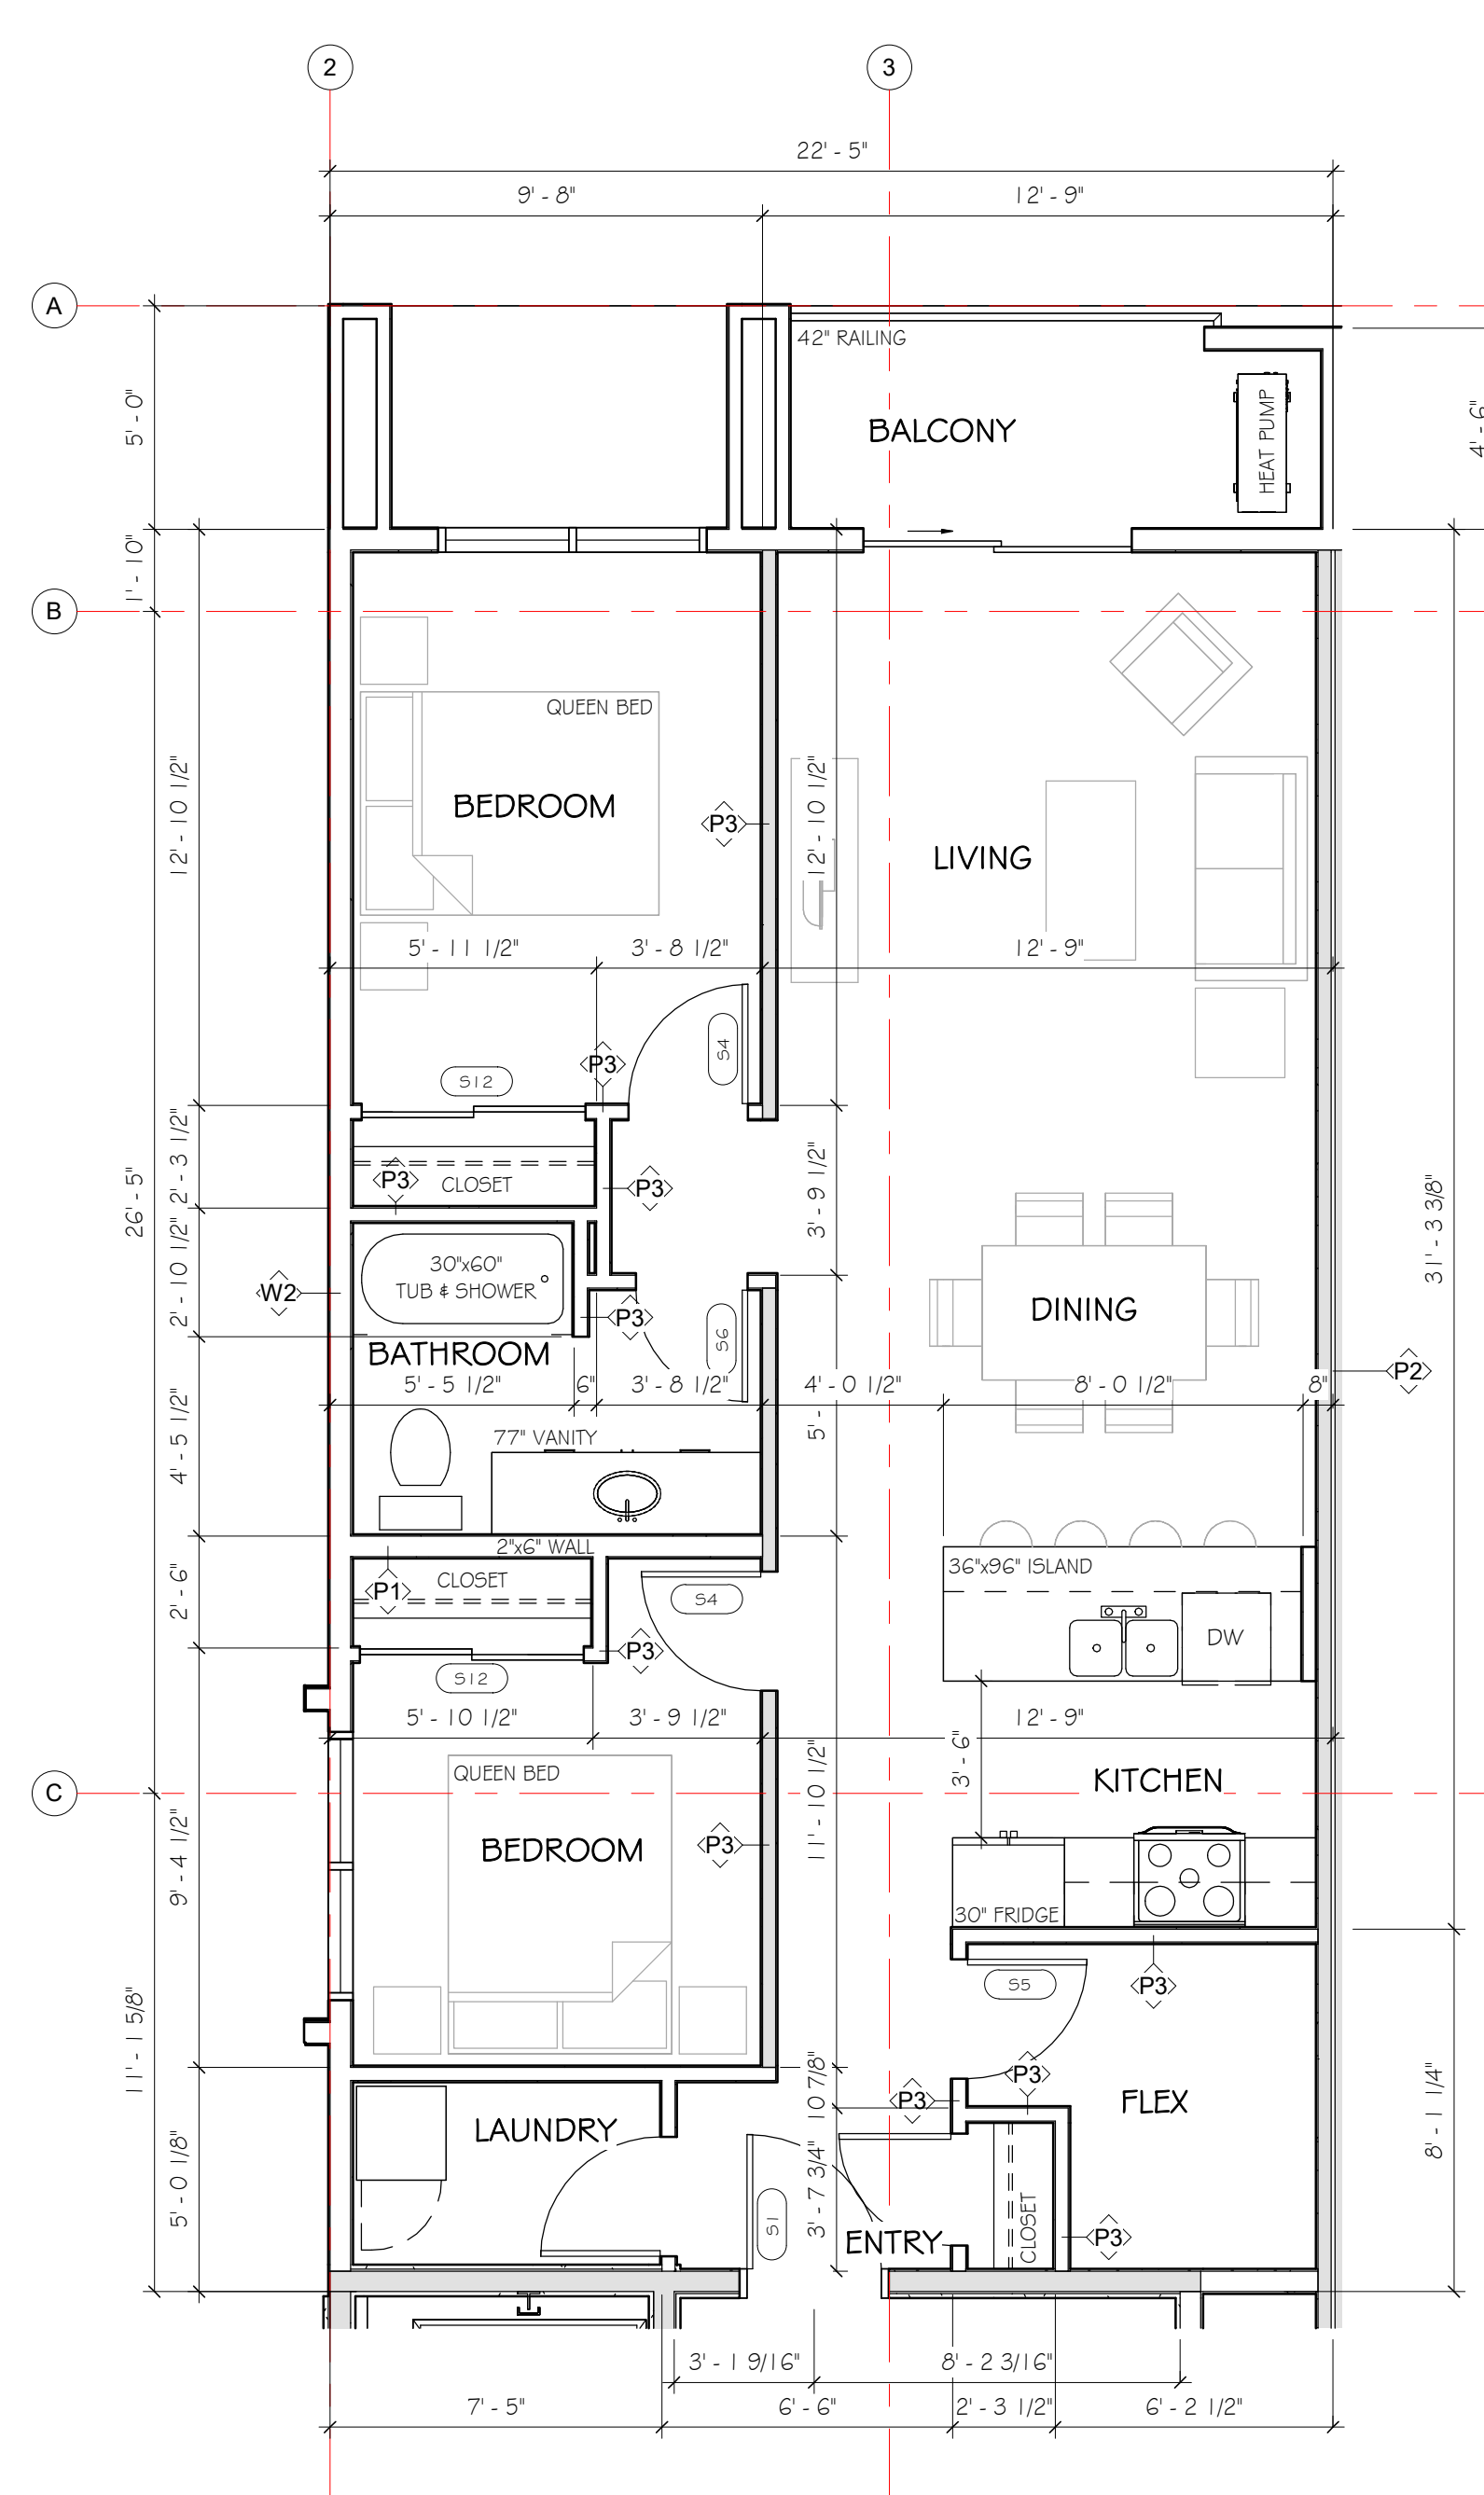 2
3
22' - 5"
9' - 8"
12' - 9"
A
42" RAILING
5' - 0"
4' - 6"
BALCONY
HEAT PUMP
1' - 10"
B
QUEEN BED
BEDROOM
P3
12' - 10 1/2"
12' - 10 1/2"
LIVING
5' - 11 1/2"
3' - 8 1/2"
12' - 9"
S4
P3
S12
2' - 3 1/2"
P3
CLOSET
P3
3' - 9 1/2"
26' - 5"
31' - 3 3/8"
2' - 10 1/2"
30"x60"
TUB & SHOWER
W2
P3
S6
DINING
BATHROOM
P2
5' - 5 1/2"
6"
3' - 8 1/2"
4' - 0 1/2"
8' - 0 1/2"
8"
4' - 5 1/2"
5' -
77" VANITY
2"x6" WALL
36"x96" ISLAND
CLOSET
P1
S4
2' - 6"
DW
P3
S12
5' - 10 1/2"
3' - 9 1/2"
12' - 9"
3' - 6"
C
QUEEN BED
KITCHEN
BEDROOM
P3
11' - 10 1/2"
9' - 4 1/2"
30" FRIDGE
S5
P3
11' - 1 5/8"
10 7/8"
P3
P3
FLEX
8' - 1 1/4"
LAUNDRY
5' - 0 1/8"
3' - 7 3/4"
S1
ENTRY
CLOSET
P3
3' - 1 9/16"
8' - 2 3/16"
7' - 5"
6' - 6"
2' - 3 1/2"
6' - 2 1/2"